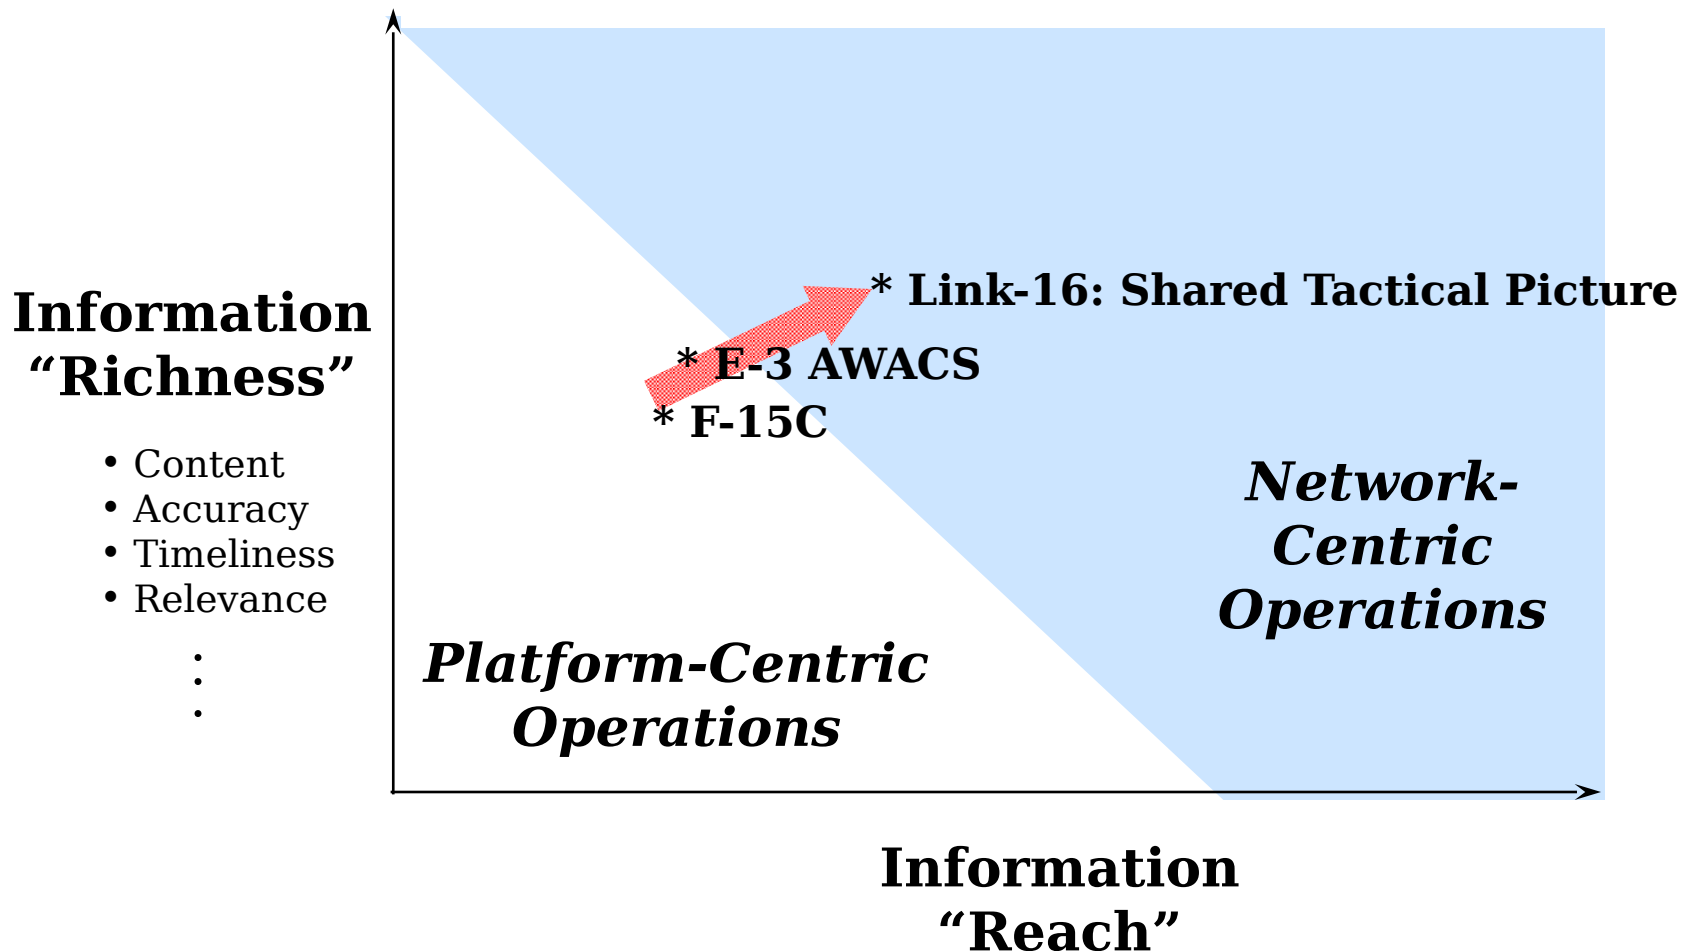 * Link-16: Shared Tactical Picture
Information
“Richness”
* E-3 AWACS
* F-15C
• Content
• Accuracy
• Timeliness
• Relevance
.
.
.
Network-
Centric
Operations
Platform-Centric
Operations
Information
“Reach”